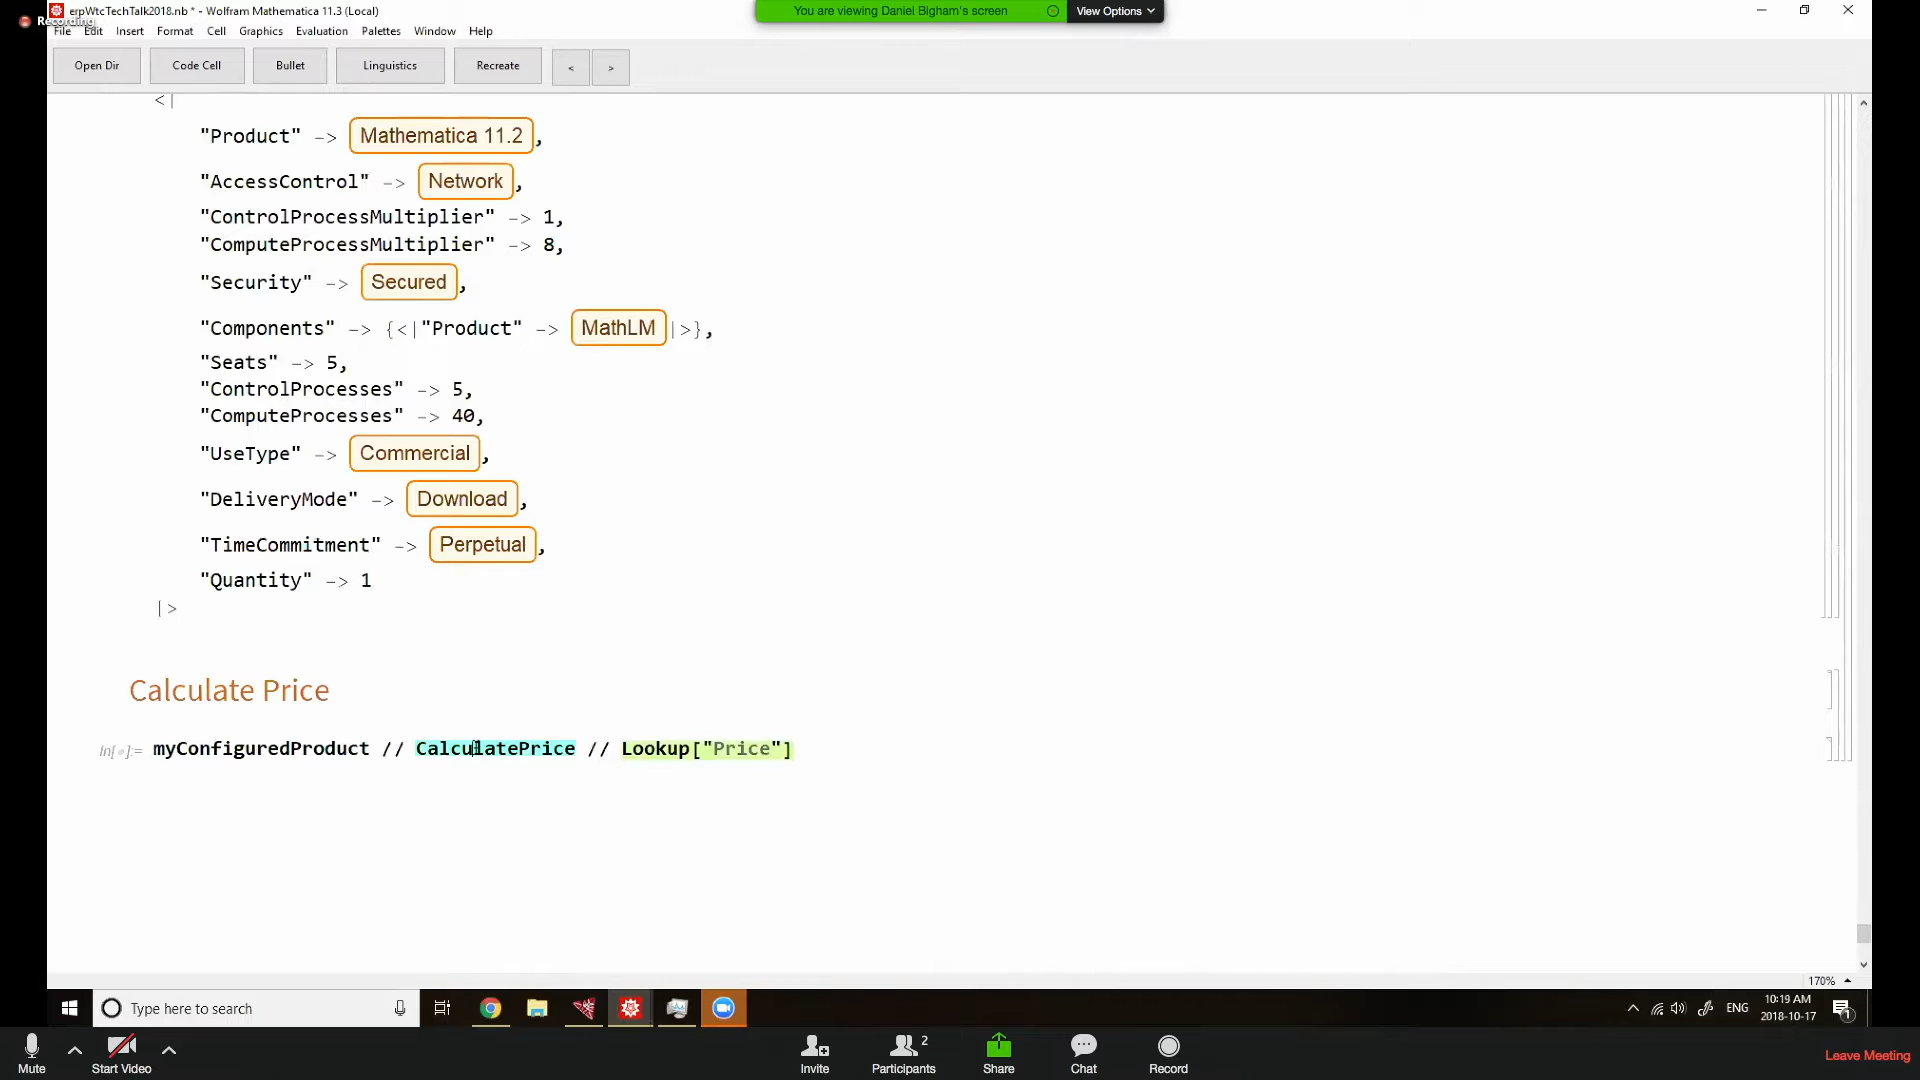 Recording
erpWtcTechTalk2018.nb * - Wolfram Mathematica 11.3 (Local)
You are viewing Daniel Bigham's screen
View Options
File Edit Insert Format Cell Graphics Evaluation Palettes Window Help
Open Dir Code Cell Bullet Linguistics Recreate < >
<|
"Product" -> Mathematica 11.2,
"AccessControl" -> Network,
"ControlProcessMultiplier" -> 1,
"ComputeProcessMultiplier" -> 8,
"Security" -> Secured,
"Components" -> {<|"Product" -> MathLM|>},
"Seats" -> 5,
"ControlProcesses" -> 5,
"ComputeProcesses" -> 40,
"UseType" -> Commercial,
"DeliveryMode" -> Download,
"TimeCommitment" -> Perpetual,
"Quantity" -> 1
|>
Calculate Price
In[◦]:= myConfiguredProduct // CalculatePrice // Lookup["Price"]
170%
Type here to search
ENG
10:19 AM
2018-10-17
1
Mute
Start Video
Invite
2
Participants
Share
Chat
Record
Leave Meeting